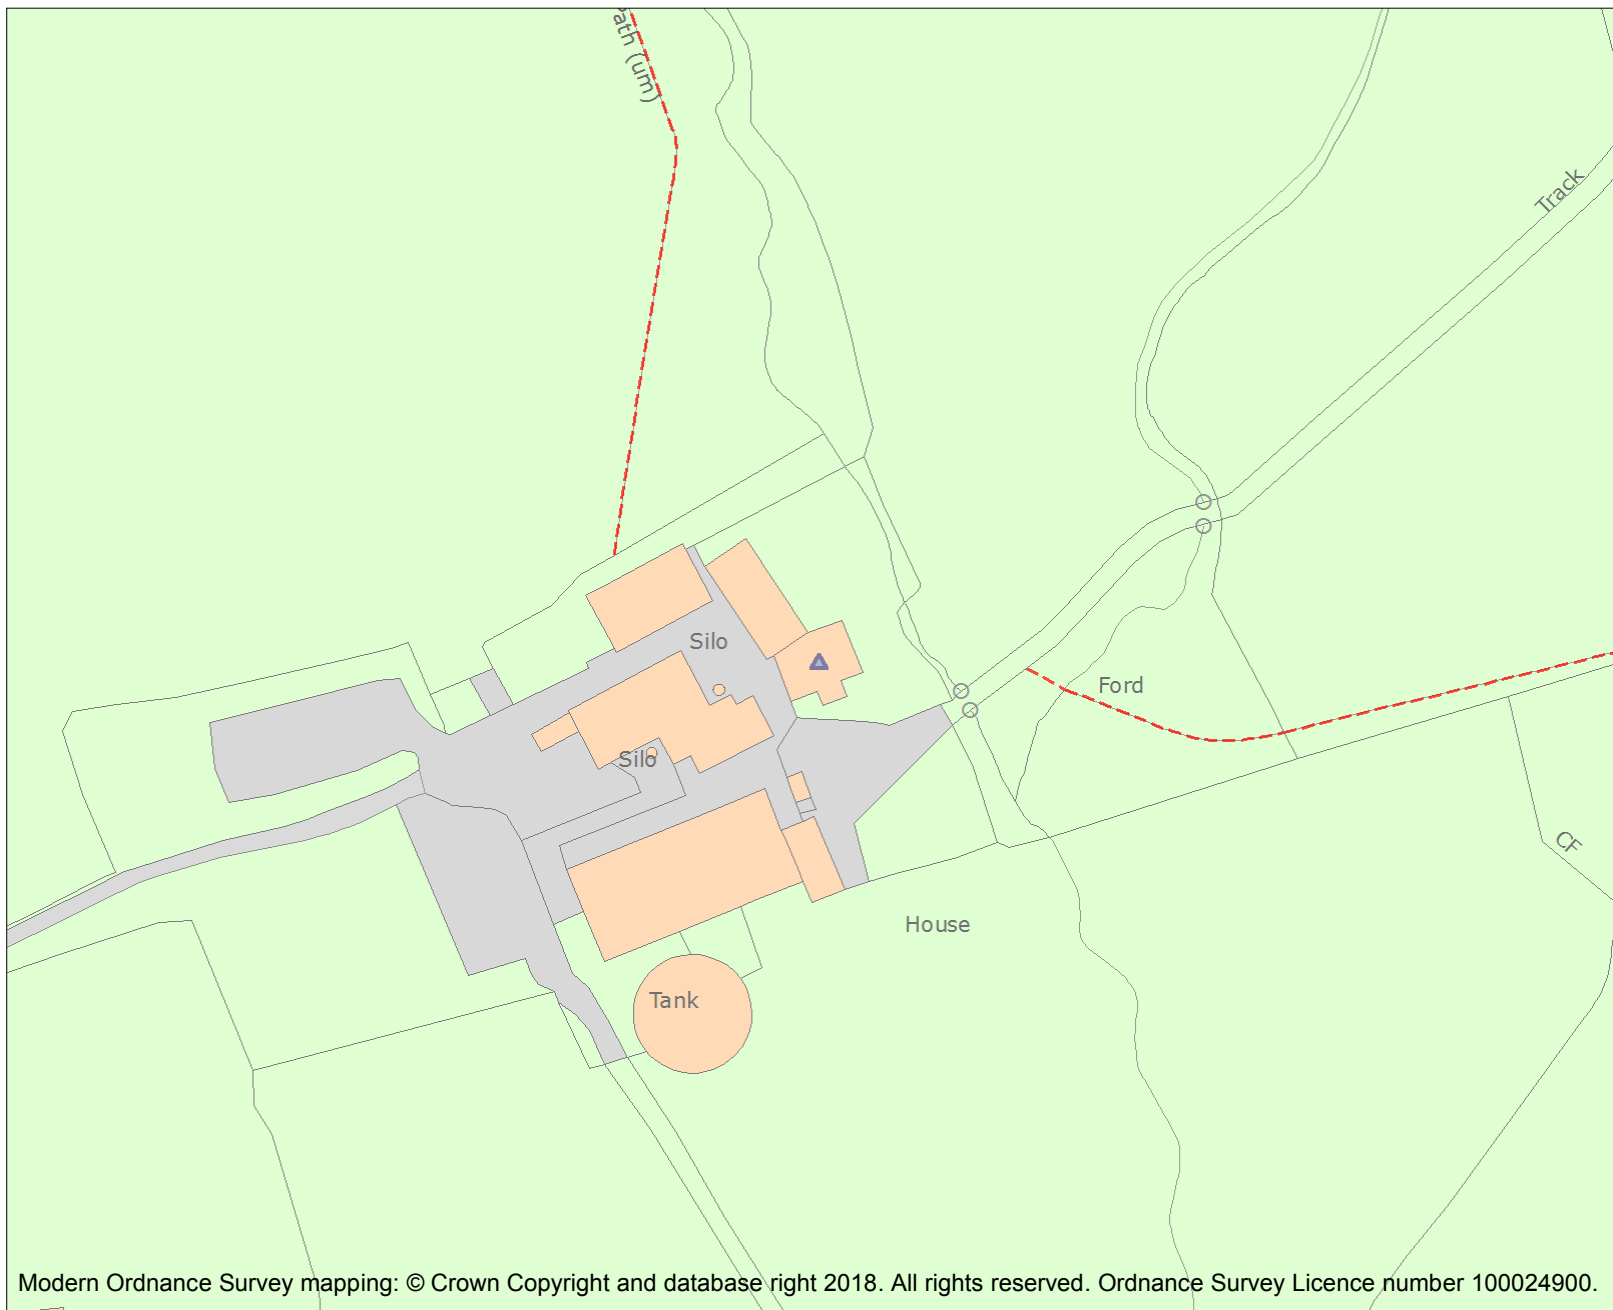 Path (um)
Track
Silo
Ford
Silo
CF
House
Tank
Modern Ordnance Survey mapping: © Crown Copyright and database right 2018. All rights reserved. Ordnance Survey Licence number 100024900.